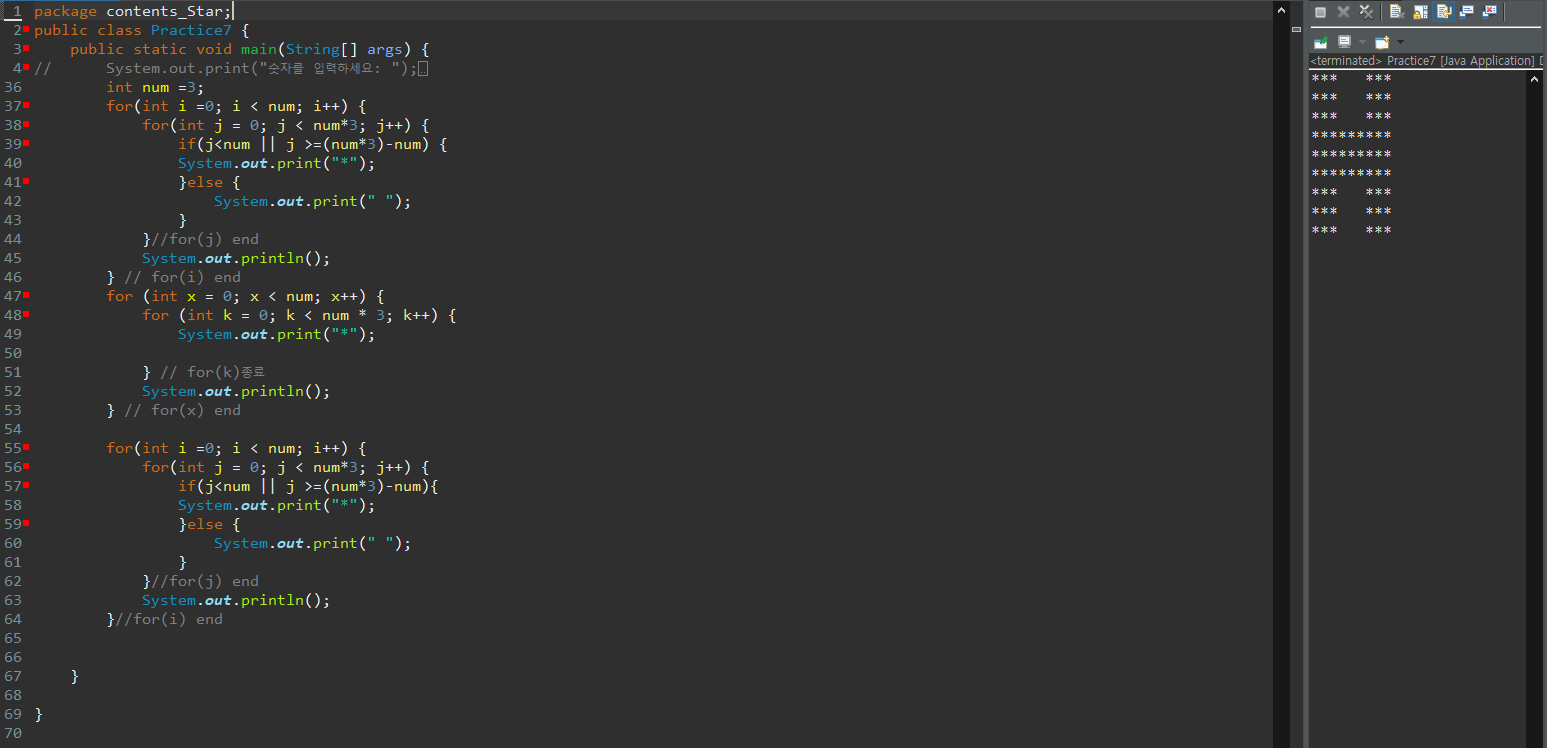 1 package contents_Star;
2 public class Practice7 {
3     public static void main(String[] args) {
4 //      System.out.print("숫자를 입력하세요: ");
36         int num =3;
37         for(int i =0; i < num; i++) {
38             for(int j = 0; j < num*3; j++) {
39                 if(j<num || j >=(num*3)-num) {
40                 System.out.print("*");
41                 }else {
42                     System.out.print(" ");
43                 }
44             }//for(j) end
45             System.out.println();
46         } // for(i) end
47         for (int x = 0; x < num; x++) {
48             for (int k = 0; k < num * 3; k++) {
49                 System.out.print("*");
50
51             } // for(k)종료
52             System.out.println();
53         } // for(x) end
54
55         for(int i =0; i < num; i++) {
56             for(int j = 0; j < num*3; j++) {
57                 if(j<num || j >=(num*3)-num){
58                 System.out.print("*");
59                 }else {
60                     System.out.print(" ");
61                 }
62             }//for(j) end
63             System.out.println();
64         }//for(i) end
65
66
67     }
68
69 }
70
<terminated> Practice7 [Java Application] D
***   ***
***   ***
***   ***
*********
*********
*********
***   ***
***   ***
***   ***